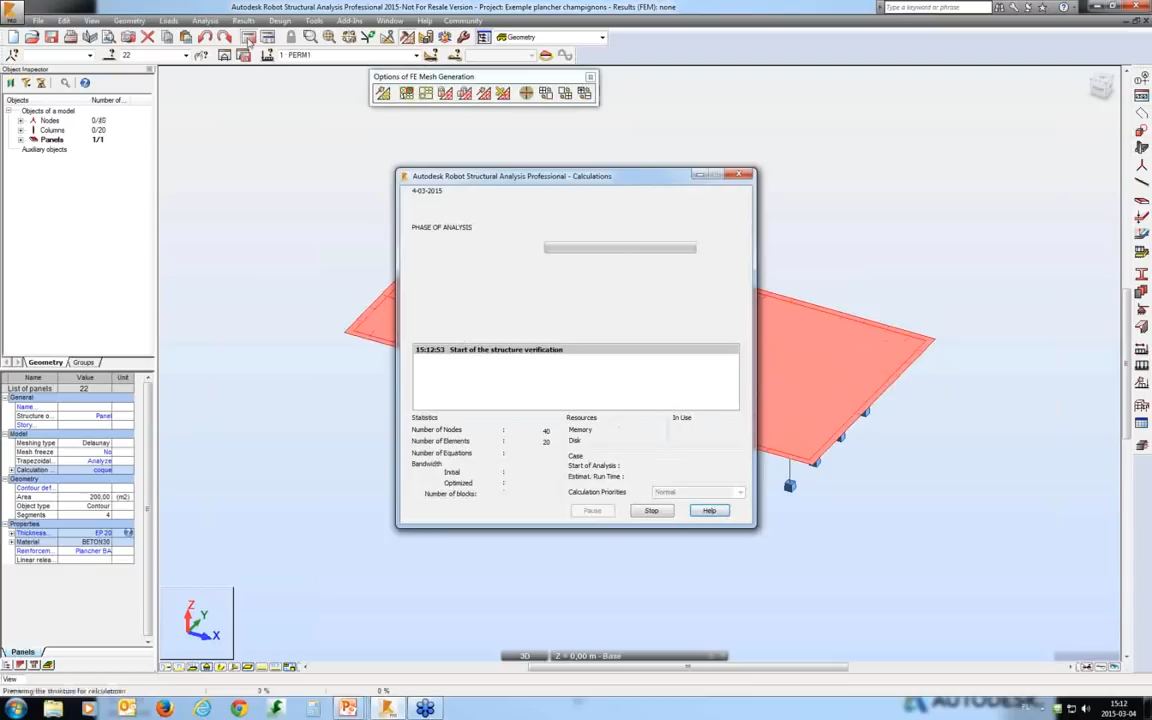 Autodesk Robot Structural Analysis Professional 2015-Not For Resale Version - Project: Exemple plancher champignons - Results (FEM): none
Type a keyword or phrase
File Edit View Geometry Loads Analysis Results Design Tools Add-Ins Window Help Community
Geometry
22
1 PERM1
Object Inspector
Options of FE Mesh Generation
Objects Number of...
Objects of a model
Nodes 0/46
Columns 0/20
Panels 1/1
Auxiliary objects
Autodesk Robot Structural Analysis Professional - Calculations
4-03-2015
PHASE OF ANALYSIS
15:12:53 Start of the structure verification
Statistics
Number of Nodes : 40
Number of Elements : 20
Number of Equations :
Bandwidth
Initial :
Optimized :
Number of blocks: :
Resources In Use
Memory
Disk
Case
Start of Analysis :
Estimat. Run Time :
Calculation Priorities Normal
Pause Stop Help
Geometry Groups
Name Value Unit
List of panels 22
General
Name...
Structure o... Panel
Story...
Model
Meshing type Delaunay
Mesh freeze No
Trapezoidal... Analyze
Calculation coque
Geometry
Contour def...
Area 200,00 (m2)
Object type Contour
Segments 4
Properties
Thickness... EP 20
Material BETON30
Reinforcem... Plancher BA
Linear relea...
Panels
Z
Y
X
3D Z = 0,00 m - Base
View
Preparing the structure for calculations 0 % 0 %
AUTODESK
PL
15:12
2015-03-04